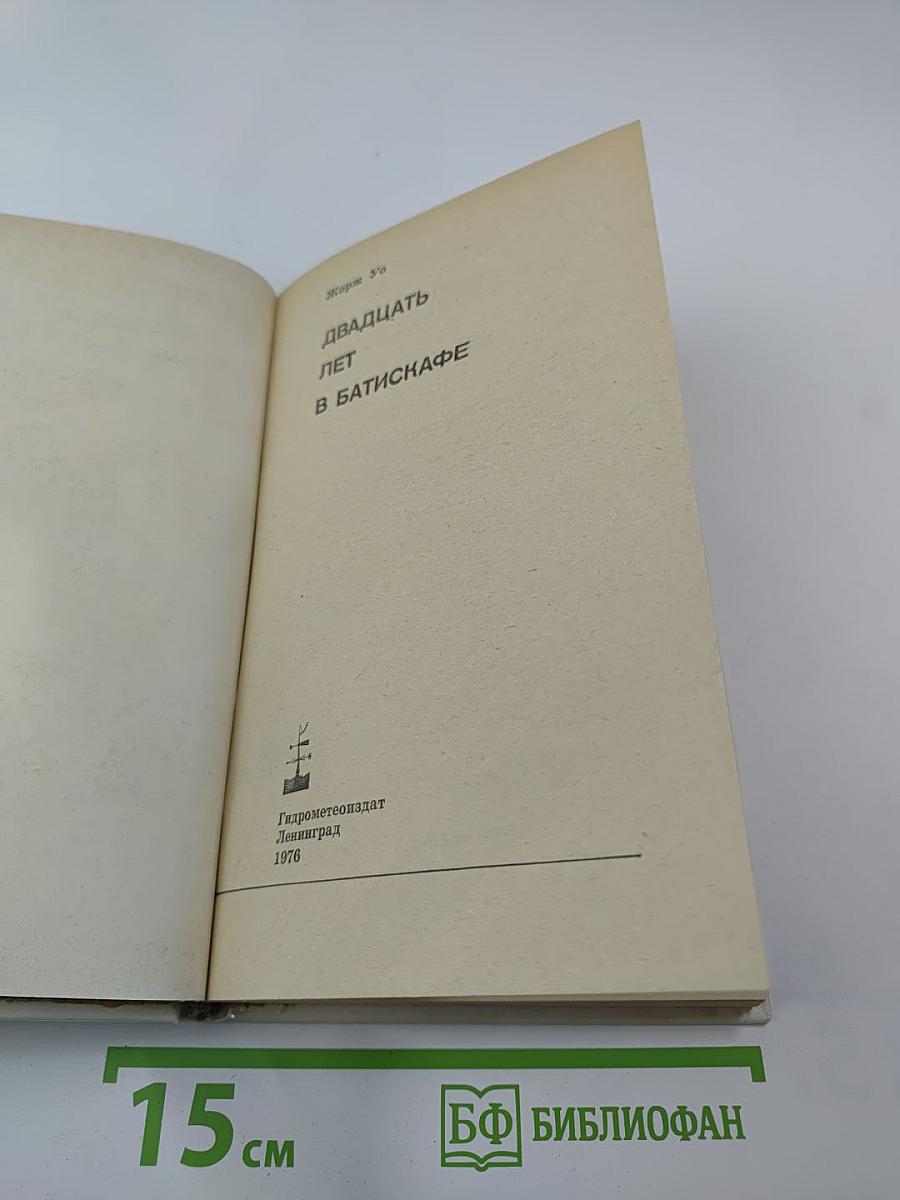 Жорж Уо
ДВАДЦАТЬ
ЛЕТ
В БАТИСКАФЕ
Гидрометеоиздат
Ленинград
1976
15 см
БФ БИБЛИОФАН